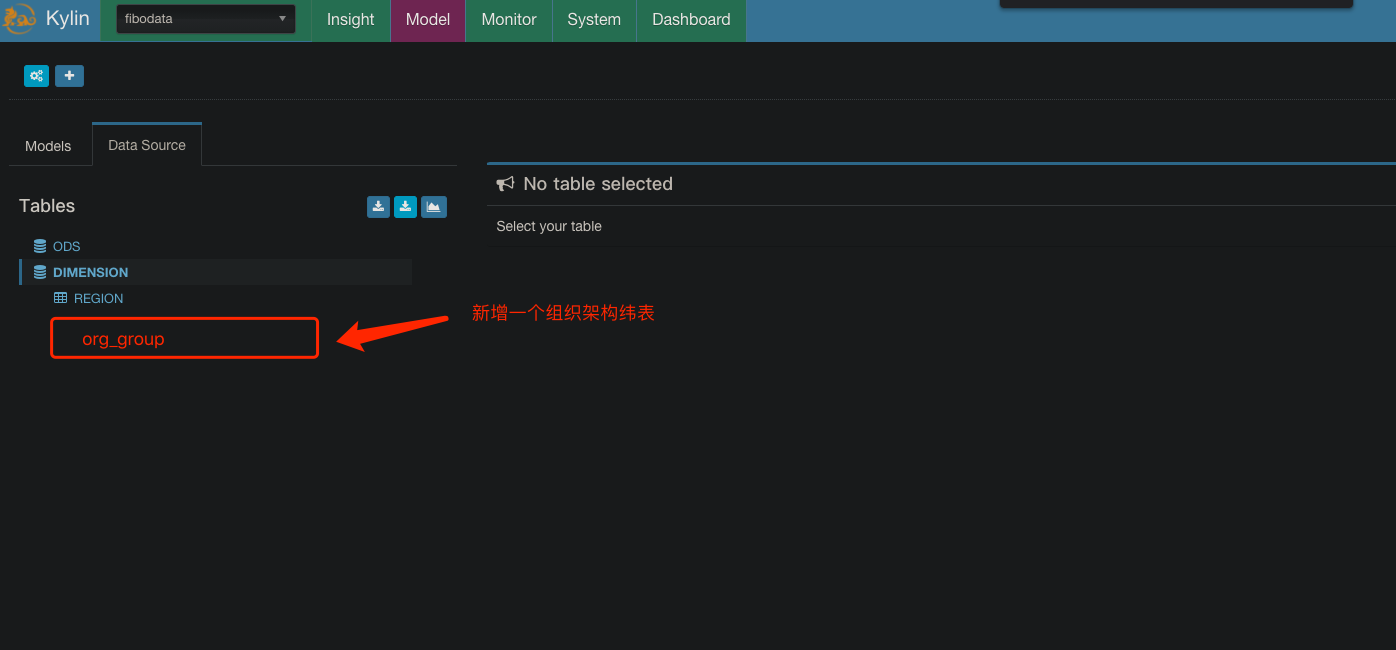 Kylin
fibodata
Insight
Model
Monitor
System
Dashboard
Models
Data Source
No table selected
Tables
Select your table
ODS
DIMENSION
REGION
新增一个组织架构纬表
org_group